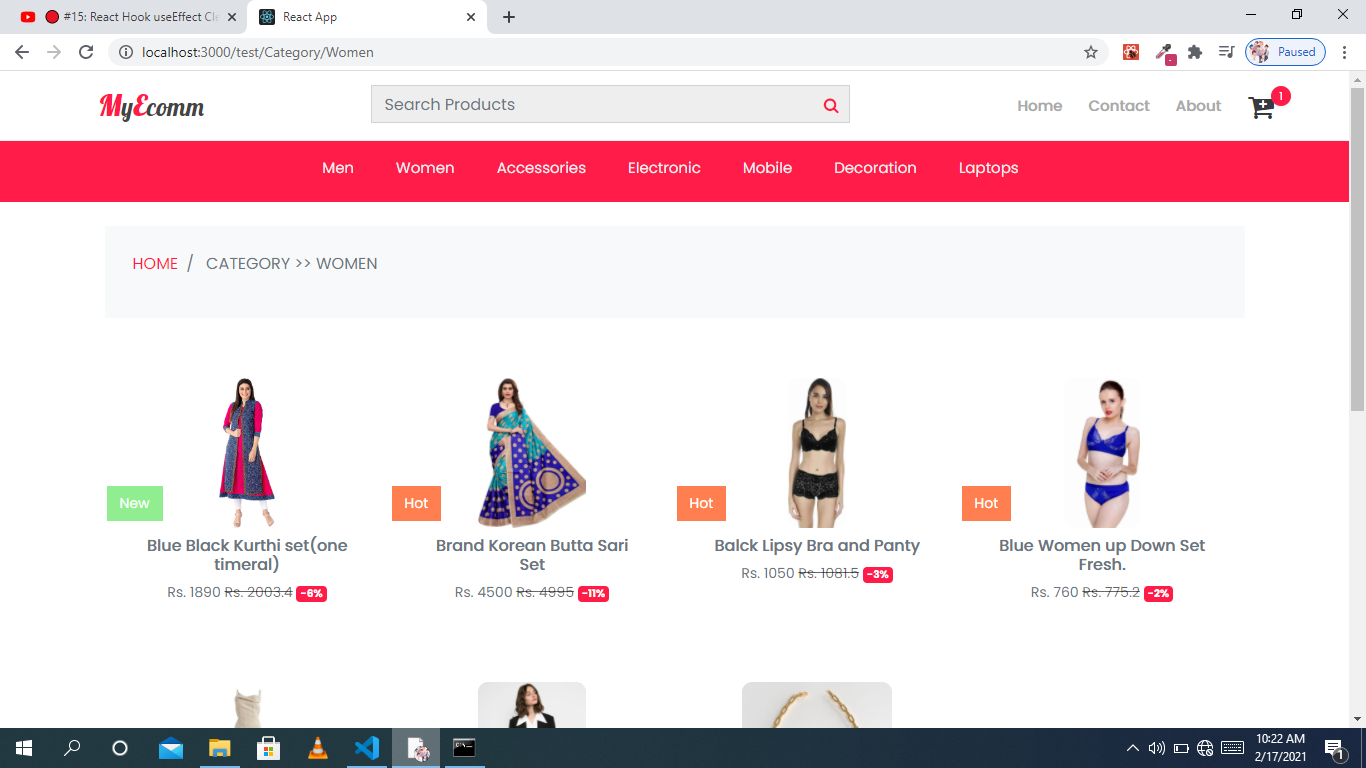 #15: React Hook useEffect Cle
React App
localhost:3000/test/Category/Women
Paused
MyEcomm
Search Products
Home Contact About
1
Men Women Accessories Electronic Mobile Decoration Laptops
HOME / CATEGORY >> WOMEN
New
Hot
Hot
Hot
Blue Black Kurthi set(one
timeral)
Rs. 1890 Rs. 2003.4 -6%
Brand Korean Butta Sari
Set
Rs. 4500 Rs. 4995 -11%
Balck Lipsy Bra and Panty
Rs. 1050 Rs. 1081.5 -3%
Blue Women up Down Set
Fresh.
Rs. 760 Rs. 775.2 -2%
10:22 AM
2/17/2021
1